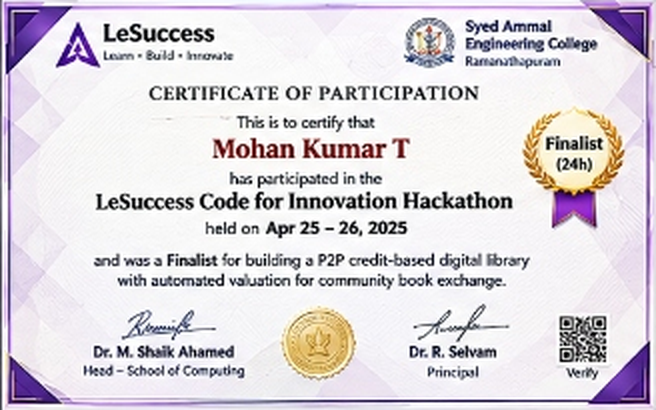 LeSuccess
Learn • Build • Innovate
Syed Ammal
Engineering College
Ramanathapuram
CERTIFICATE OF PARTICIPATION
This is to certify that
Mohan Kumar T
has participated in the
LeSuccess Code for Innovation Hackathon
held on Apr 25 – 26, 2025
Finalist
(24h)
and was a Finalist for building a P2P credit-based digital library
with automated valuation for community book exchange.
Dr. M. Shaik Ahamed
Head – School of Computing
Dr. R. Selvam
Principal
Verify